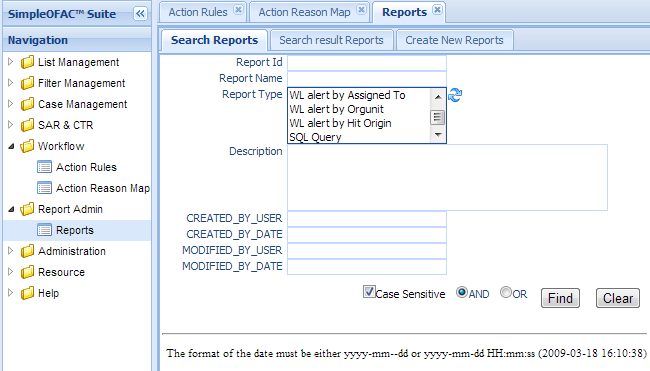 SimpleOFAC™ Suite
Action Rules
Action Reason Map
Reports
Navigation
Search Reports
Search result Reports
Create New Reports
List Management
Filter Management
Case Management
SAR & CTR
Workflow
Action Rules
Action Reason Map
Report Admin
Reports
Administration
Resource
Help
Report Id
Report Name
Report Type
WL alert by Assigned To
WL alert by Orgunit
WL alert by Hit Origin
SQL Query
Description
CREATED_BY_USER
CREATED_BY_DATE
MODIFIED_BY_USER
MODIFIED_BY_DATE
Case Sensitive AND OR Find Clear
The format of the date must be either yyyy-mm--dd or yyyy-mm-dd HH:mm:ss (2009-03-18 16:10:38)